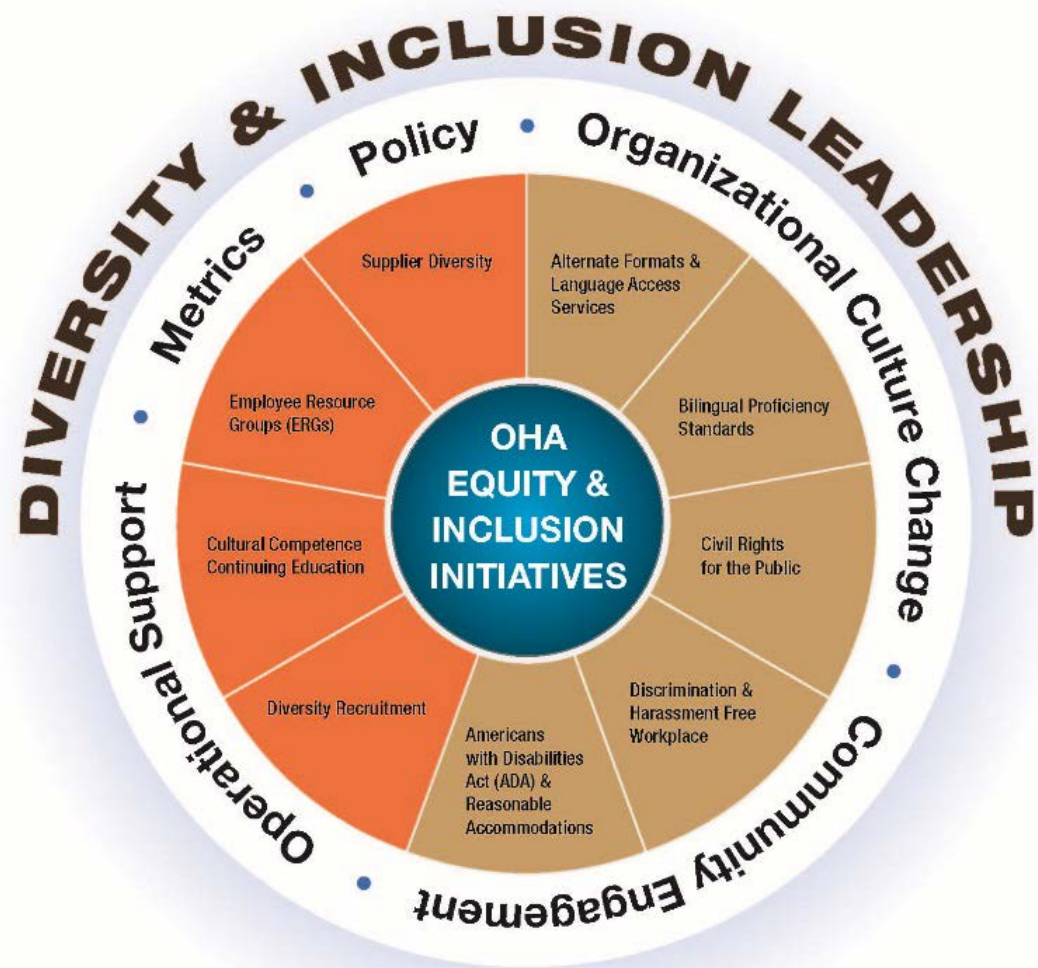 DIVERSITY & INCLUSION LEADERSHIP
Policy
Organizational Culture Change
Community Engagement
Operational Support
Metrics
Supplier Diversity
Alternate Formats &
Language Access
Services
Bilingual Proficiency
Standards
Civil Rights
for the Public
Discrimination &
Harassment Free
Workplace
Americans
with Disabilities
Act (ADA) &
Reasonable
Accommodations
Diversity Recruitment
Cultural Competence
Continuing Education
Employee Resource
Groups (ERGs)
OHA
EQUITY &
INCLUSION
INITIATIVES